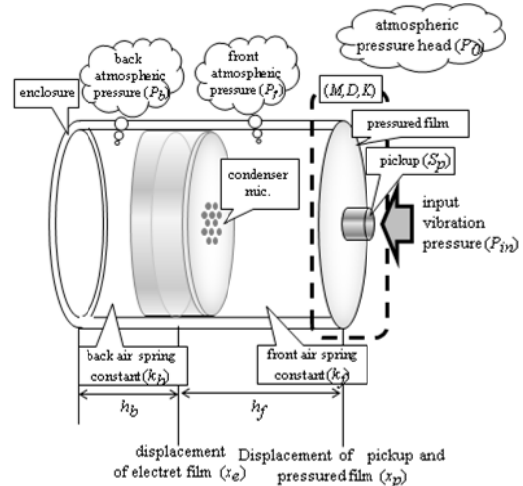 atmospheric
pressure head (P0)
back
atmospheric
pressure (Pb)
front
atmospheric
pressure (Pf)
enclosure
(M,D,K)
pressured film
pickup (Sp)
condenser
mic.
input
vibration
pressure (Pin)
back air spring
constant (kb)
front air spring
constant (kf)
hb
hf
displacement
of electret film (xe)
Displacement of pickup and
pressured film (xp)